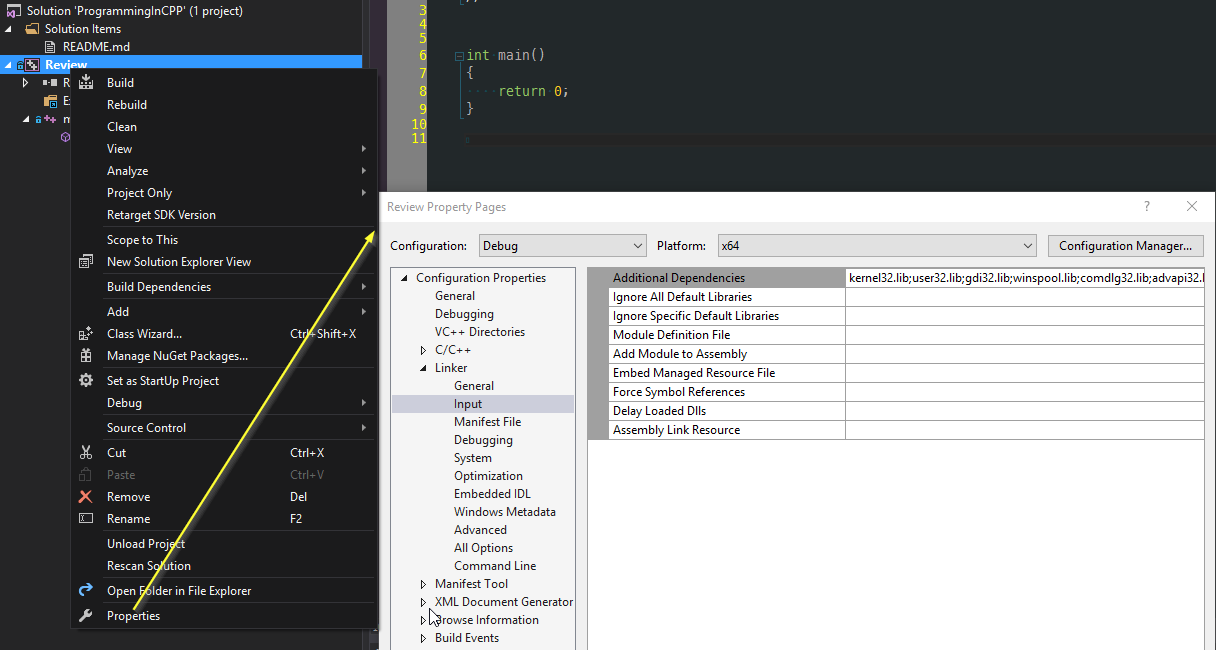 Solution 'ProgrammingInCPP' (1 project)
Solution Items
README.md
Review
R
E
m
Build
Rebuild
Clean
View
Analyze
Project Only
Retarget SDK Version
Scope to This
New Solution Explorer View
Build Dependencies
Add
Class Wizard... Ctrl+Shift+X
Manage NuGet Packages...
Set as StartUp Project
Debug
Source Control
Cut Ctrl+X
Paste Ctrl+V
Remove Del
Rename F2
Unload Project
Rescan Solution
Open Folder in File Explorer
Properties
3
4
5
6 int main()
7 {
8 return 0;
9 }
10
11
Review Property Pages ?
Configuration: Debug Platform: x64 Configuration Manager...
Configuration Properties
General
Debugging
VC++ Directories
C/C++
Linker
General
Input
Manifest File
Debugging
System
Optimization
Embedded IDL
Windows Metadata
Advanced
All Options
Command Line
Manifest Tool
XML Document Generator
Browse Information
Build Events
Additional Dependencies kernel32.lib;user32.lib;gdi32.lib;winspool.lib;comdlg32.lib;advapi32.l
Ignore All Default Libraries
Ignore Specific Default Libraries
Module Definition File
Add Module to Assembly
Embed Managed Resource File
Force Symbol References
Delay Loaded Dlls
Assembly Link Resource